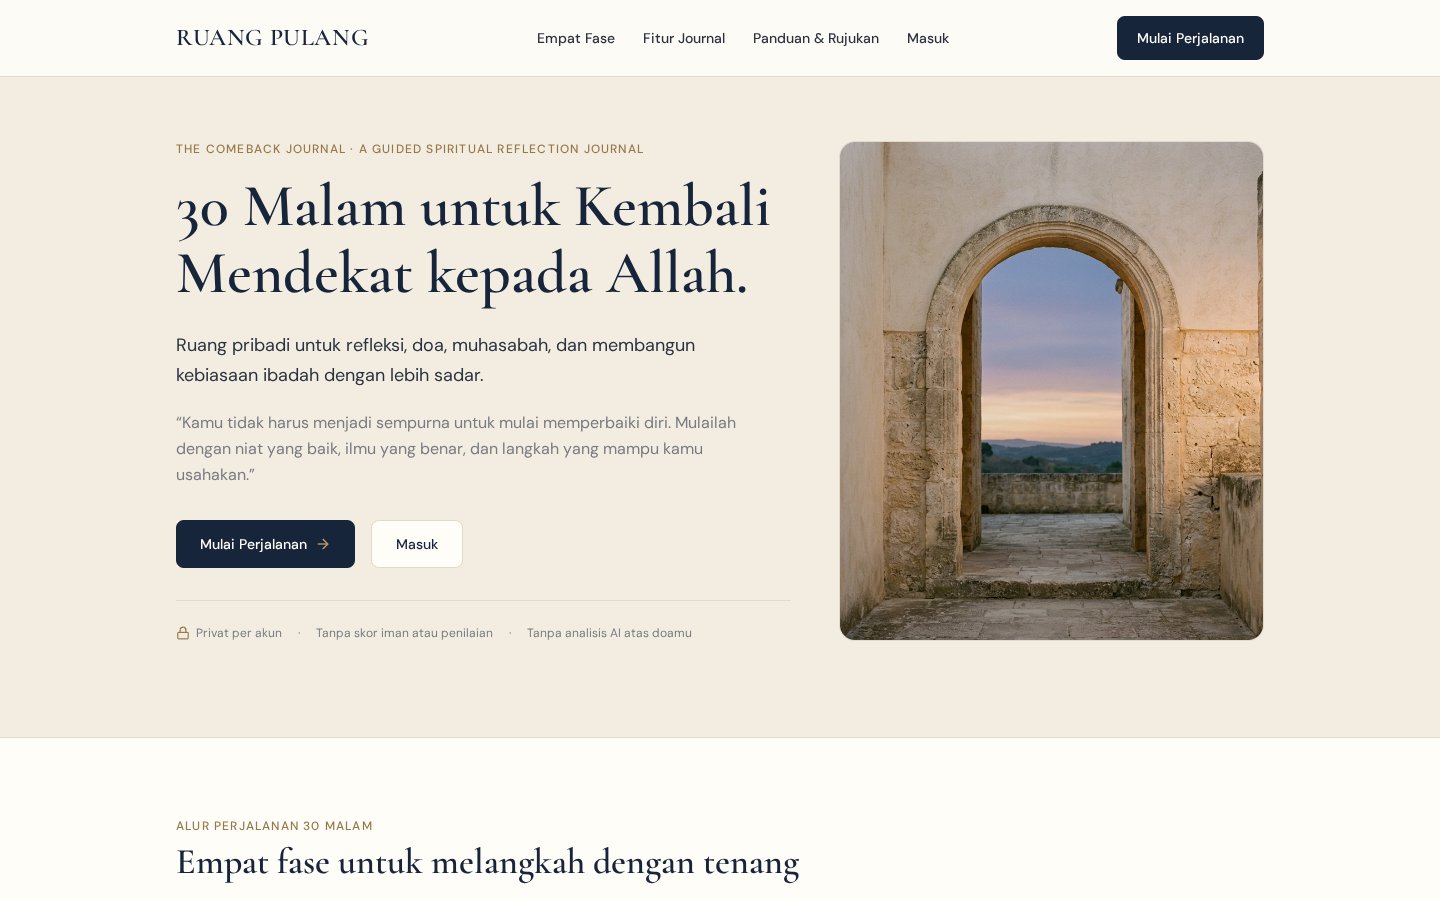 RUANG PULANG
Empat Fase
Fitur Journal
Panduan & Rujukan
Masuk
Mulai Perjalanan
THE COMEBACK JOURNAL · A GUIDED SPIRITUAL REFLECTION JOURNAL
30 Malam untuk Kembali
Mendekat kepada Allah.
Ruang pribadi untuk refleksi, doa, muhasabah, dan membangun
kebiasaan ibadah dengan lebih sadar.
“Kamu tidak harus menjadi sempurna untuk mulai memperbaiki diri. Mulailah
dengan niat yang baik, ilmu yang benar, dan langkah yang mampu kamu
usahakan.”
Mulai Perjalanan →
Masuk
Privat per akun · Tanpa skor iman atau penilaian · Tanpa analisis AI atas doamu
ALUR PERJALANAN 30 MALAM
Empat fase untuk melangkah dengan tenang